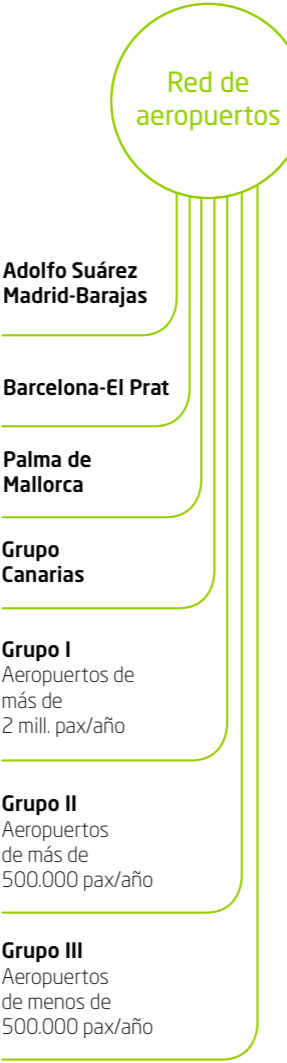 Red de
aeropuertos
Adolfo Suárez
Madrid-Barajas
Barcelona-El Prat
Palma de
Mallorca
Grupo
Canarias
Grupo I
Aeropuertos de
más de
2 mill. pax/año
Grupo II
Aeropuertos
de más de
500.000 pax/año
Grupo III
Aeropuertos
de menos de
500.000 pax/año